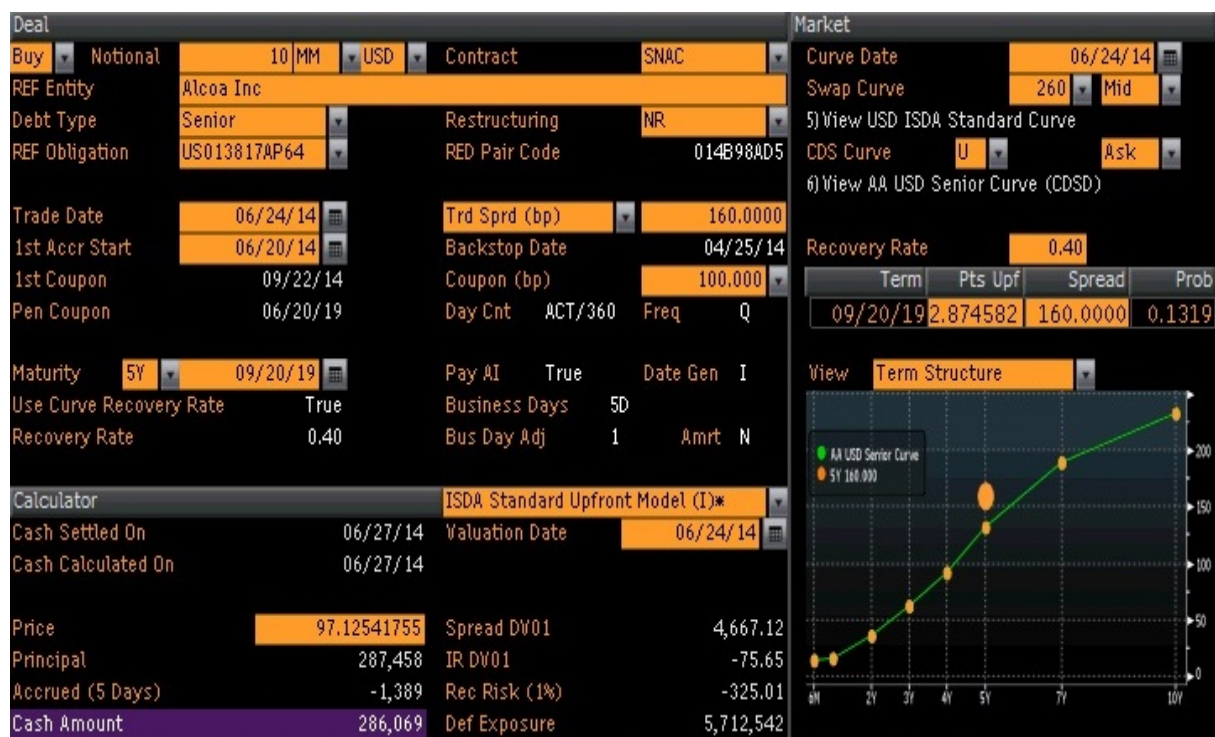 Deal
Buy Notional 10 MM USD Contract SNAC
REF Entity Alcoa Inc
Debt Type Senior Restructuring NR
REF Obligation US013817AP64 RED Pair Code 014B98AD5
Trade Date 06/24/14 Trd Sprd (bp) 160.0000
1st Accr Start 06/20/14 Backstop Date 04/25/14
1st Coupon 09/22/14 Coupon (bp) 100.000
Pen Coupon 06/20/19 Day Cnt ACT/360 Freq Q
Maturity 5Y 09/20/19 Pay AI True Date Gen I
Use Curve Recovery Rate True Business Days 5D
Recovery Rate 0.40 Bus Day Adj 1 Amrt N
Calculator ISDA Standard Upfront Model (I)*
Cash Settled On 06/27/14 Valuation Date 06/24/14
Cash Calculated On 06/27/14
Price 97.12541755 Spread DV01 4,667.12
Principal 287,458 IR DV01 -75.65
Accrued (5 Days) -1,389 Rec Risk (1%) -325.01
Cash Amount 286,069 Def Exposure 5,712,542
Market
Curve Date 06/24/14
Swap Curve 260 Mid
5) View USD ISDA Standard Curve
CDS Curve U Ask
6) View AA USD Senior Curve (CDSD)
Recovery Rate 0.40
Term Pts Upf Spread Prob
09/20/19 2.874582 160.0000 0.1319
View Term Structure
AA USD Senior Curve
5Y 160.000
200
150
100
50
0
6M 2Y 3Y 4Y 5Y 7Y 10Y